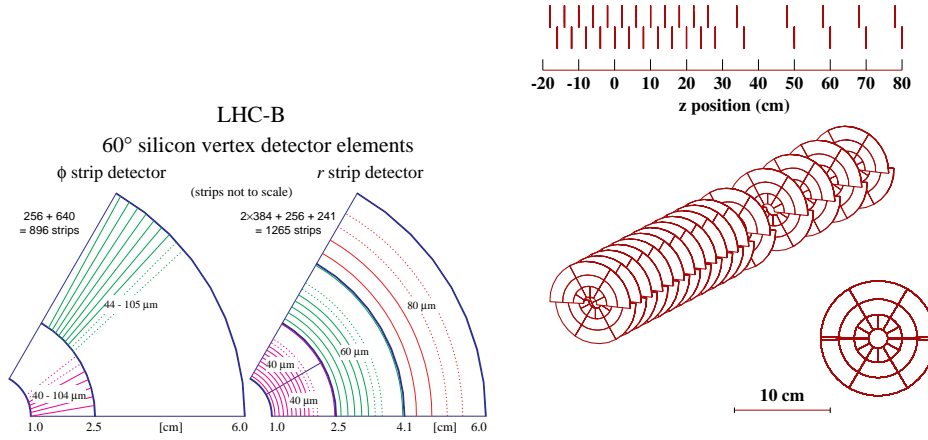 LHC-B
60° silicon vertex detector elements
ϕ strip detector
(strips not to scale)
r strip detector
256 + 640
= 896 strips
2×384 + 256 + 241
= 1265 strips
44 - 105 μm
40 - 104 μm
80 μm
60 μm
40 μm
40 μm
1.0 2.5 [cm] 6.0
1.0 2.5 4.1 [cm] 6.0
-20 -10 0 10 20 30 40 50 60 70 80
z position (cm)
10 cm